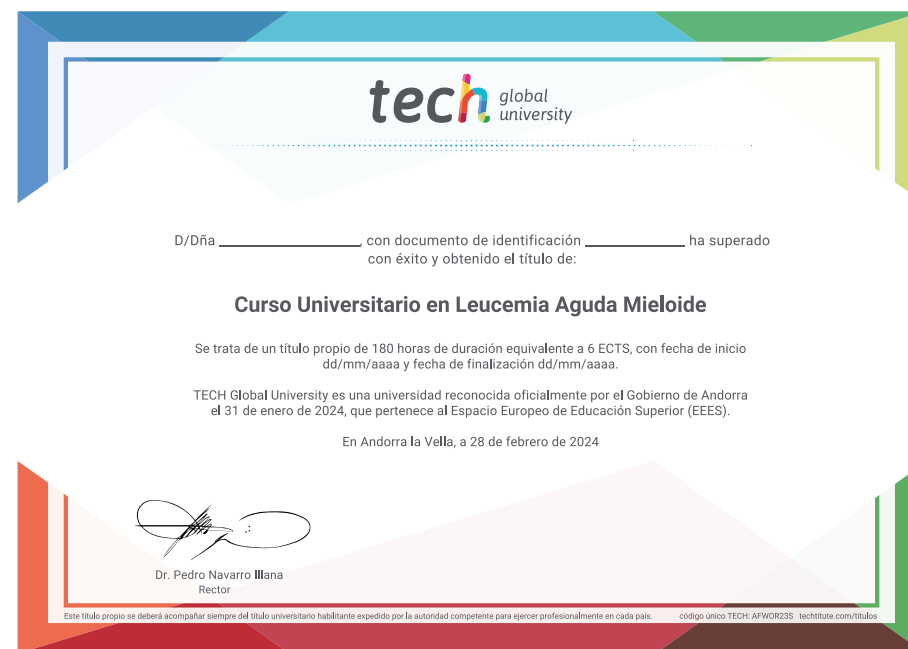 tech global university
D/Dña ____________________, con documento de identificación ______________ ha superado
con éxito y obtenido el título de:
Curso Universitario en Leucemia Aguda Mieloide
Se trata de un título propio de 180 horas de duración equivalente a 6 ECTS, con fecha de inicio
dd/mm/aaaa y fecha de finalización dd/mm/aaaa.
TECH Global University es una universidad reconocida oficialmente por el Gobierno de Andorra
el 31 de enero de 2024, que pertenece al Espacio Europeo de Educación Superior (EEES).
En Andorra la Vella, a 28 de febrero de 2024
Dr. Pedro Navarro Illana
Rector
Este título propio se deberá acompañar siempre del título universitario habilitante expedido por la autoridad competente para ejercer profesionalmente en cada país. código único TECH: AFWOR23S techtitute.com/titulos